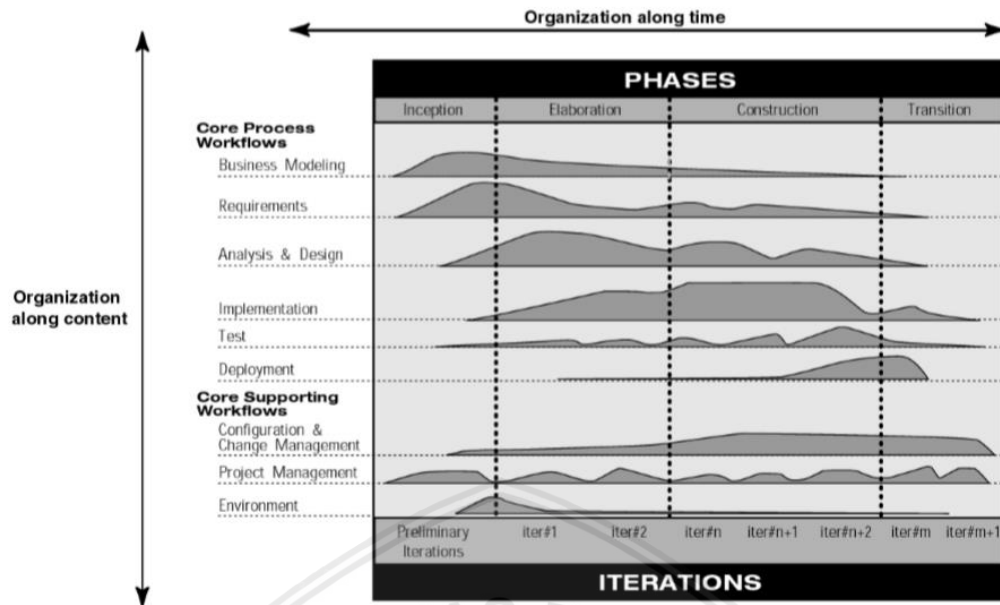 Organization along time
PHASES
Inception Elaboration Construction Transition
Core Process
Workflows
Business Modeling
Requirements
Analysis & Design
Organization
along content
Implementation
Test
Deployment
Core Supporting
Workflows
Configuration &
Change Management
Project Management
Environment
Preliminary
Iterations
iter#1 iter#2 iter#n iter#n+1 iter#n+2 iter#m iter#m+1
ITERATIONS